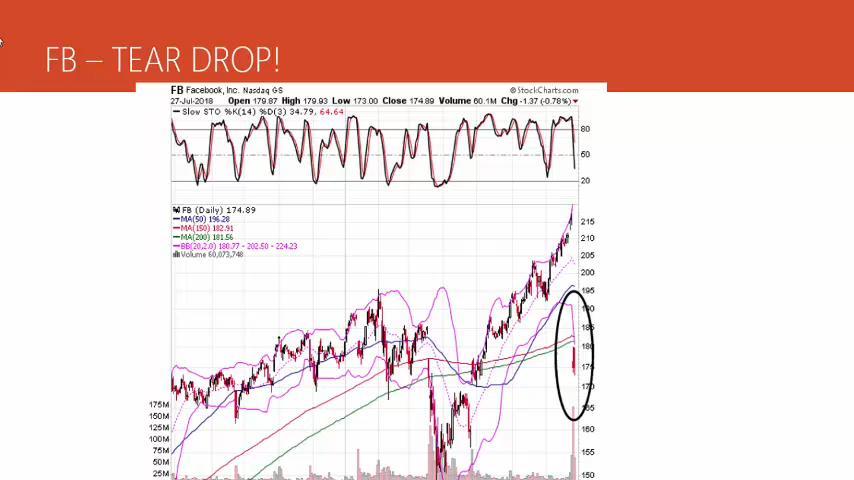 FB – TEAR DROP!
FB Facebook, Inc. Nasdaq GS
© StockCharts.com
27-Jul-2018 Open 179.87 High 179.93 Low 173.00 Close 174.89 Volume 60.1M Chg -1.37 (-0.78%)
Slow STO %K(14) %D(3) 34.79, 64.64
80
60
20
FB (Daily) 174.89
MA(50) 196.28
MA(150) 182.91
MA(200) 181.56
BB(20,2.0) 180.77 - 202.50 - 224.23
Volume 60,073,748
215
210
205
200
195
190
185
180
175
170
165
160
155
150
175M
150M
125M
100M
75M
50M
25M